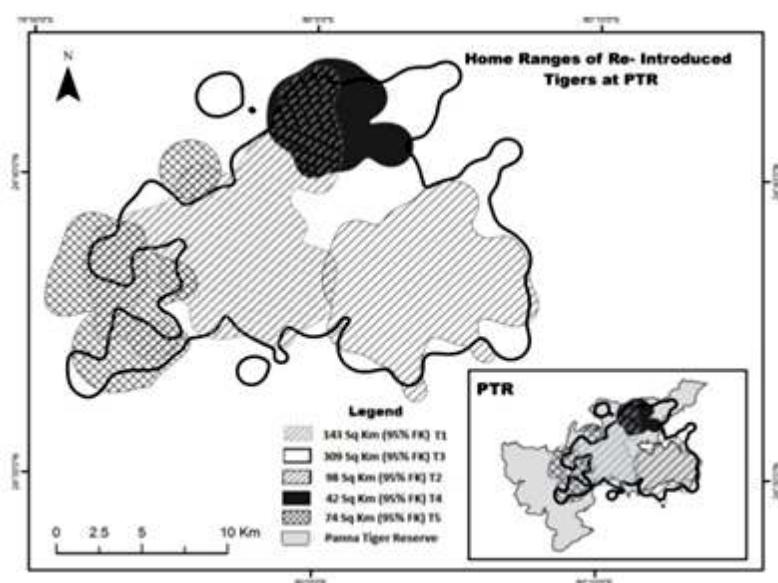 Home Ranges of Re- Introduced
Tigers at PTR
N
PTR
Legend
143 Sq Km (95% FK) T1
309 Sq Km (95% FK) T3
98 Sq Km (95% FK) T2
42 Sq Km (95% FK) T4
74 Sq Km (95% FK) T5
Panna Tiger Reserve
0 2.5 5 10 Km